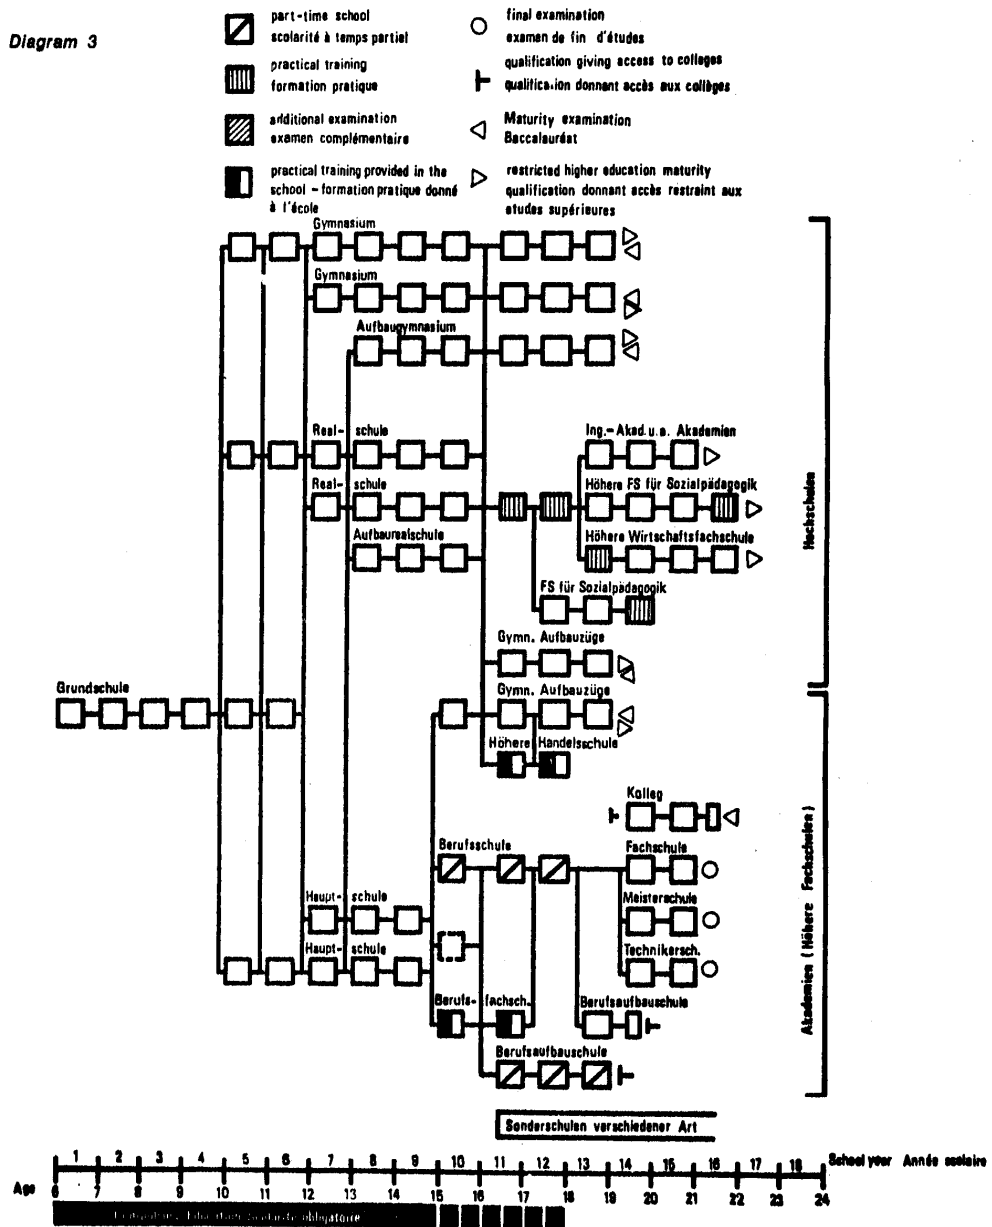 Diagram 3
part-time school
scolarité à temps partiel
practical training
formation pratique
additional examination
examen complémentaire
practical training provided in the
school – formation pratique donné
à l'école
final examination
examen de fin d'études
qualification giving access to colleges
qualification donnant accès aux collèges
Maturity examination
Baccalauréat
restricted higher education maturity
qualification donnant accès restraint aux
etudes supérieures
Gymnasium
Gymnasium
Aufbaugymnasium
Real- schule
Ing.-Akad.u.a. Akademien
Real- schule
Höhere FS für Sozialpädagogik
Aufbaurealschule
Höhere Wirtschaftsfachschule
FS für Sozialpädagogik
Gymn. Aufbauzüge
Grundschule
Gymn. Aufbauzüge
Höhere Handelsschule
Kolleg
Berufsschule
Fachschule
Haupt- schule
Meisterschule
Haupt- schule
Technikersch.
Berufs- fachsch.
Berufsaufbauschule
Berufsaufbauschule
Hochschulen
Akademien (Höhere Fachschulen)
Sonderschulen verschiedener Art
1 2 3 4 5 6 7 8 9 10 11 12 13 14 15 16 17 18 School year Année scolaire
Age 6 7 8 9 10 11 12 13 14 15 16 17 18 19 20 21 22 23 24
obligatoire